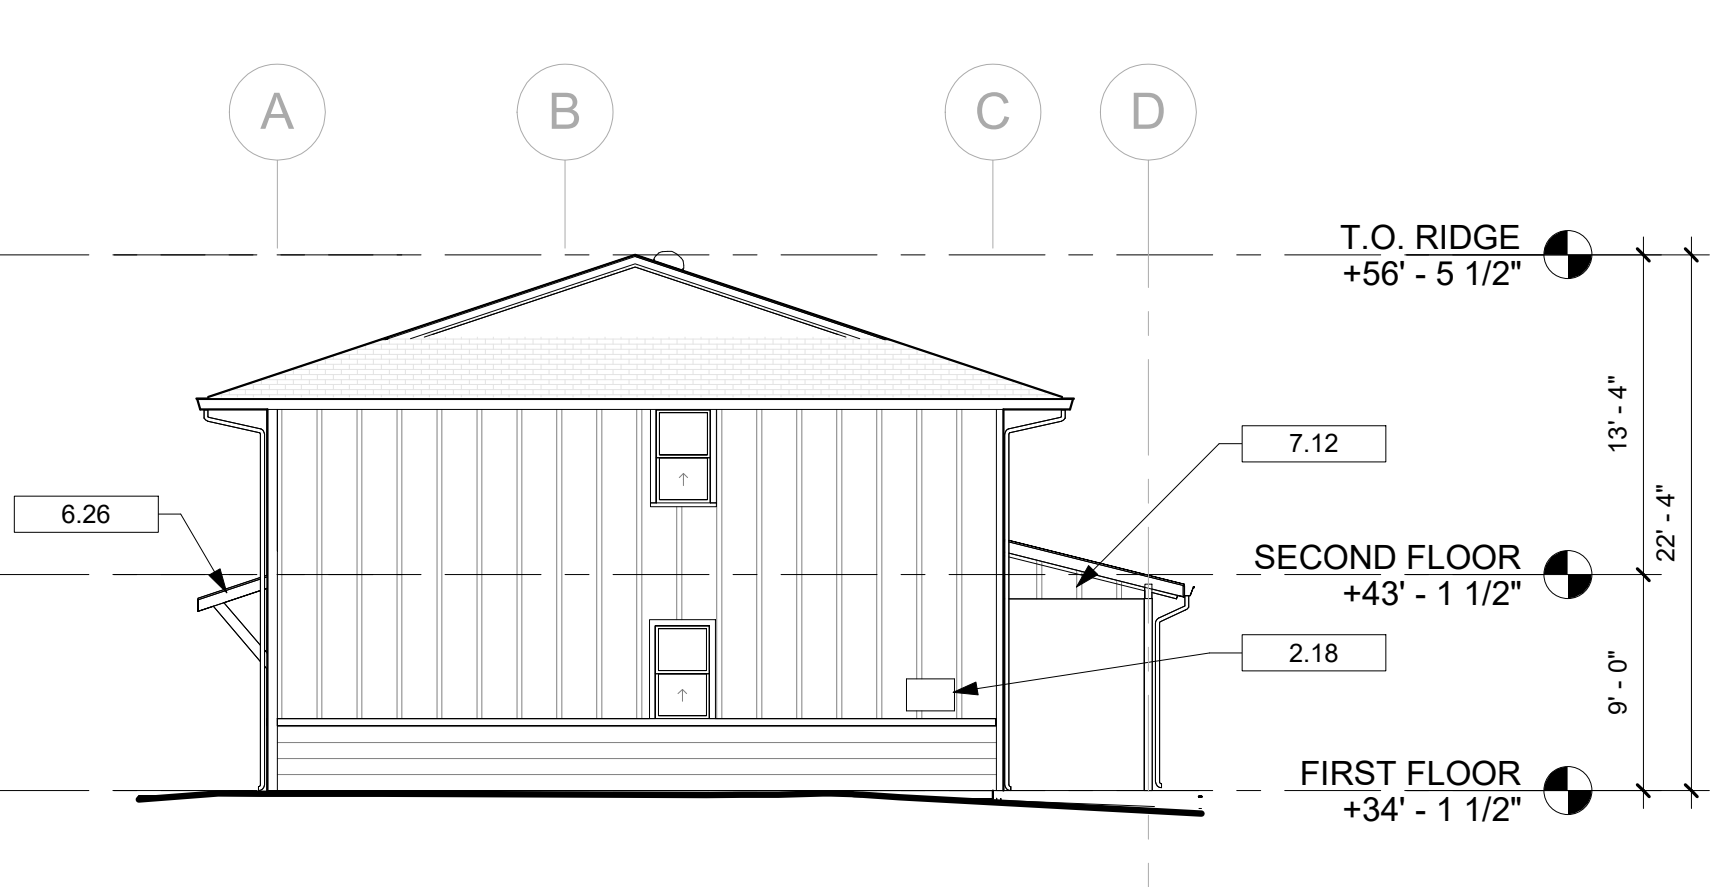 A
B
C
D
T.O. RIDGE
+56' - 5 1/2"
13' - 4"
7.12
6.26
22' - 4"
SECOND FLOOR
+43' - 1 1/2"
2.18
9' - 0"
FIRST FLOOR
+34' - 1 1/2"